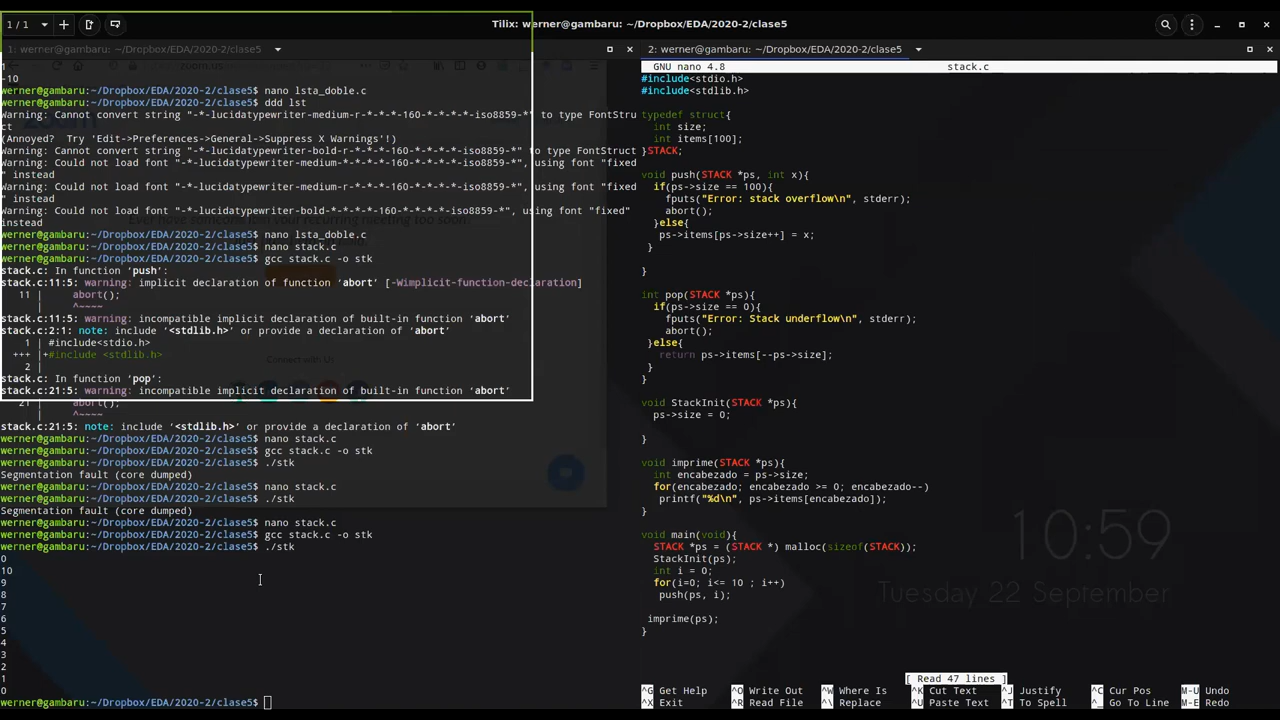 1 / 1
Tilix: werner@gambaru: ~/Dropbox/EDA/2020-2/clase5
1: werner@gambaru: ~/Dropbox/EDA/2020-2/clase5
1
-10
werner@gambaru:~/Dropbox/EDA/2020-2/clase5$ nano lsta_doble.c
werner@gambaru:~/Dropbox/EDA/2020-2/clase5$ ddd lst
Warning: Cannot convert string "-*-lucidatypewriter-medium-r-*-*-*-160-*-*-*-*-iso8859-*" to type FontStru
ct
(Annoyed?  Try 'Edit->Preferences->General->Suppress X Warnings'!)
Warning: Cannot convert string "-*-lucidatypewriter-bold-r-*-*-*-160-*-*-*-*-iso8859-*" to type FontStruct
Warning: Could not load font "-*-lucidatypewriter-medium-r-*-*-*-160-*-*-*-*-iso8859-*", using font "fixed
" instead
Warning: Could not load font "-*-lucidatypewriter-medium-r-*-*-*-160-*-*-*-*-iso8859-*", using font "fixed
" instead
Warning: Could not load font "-*-lucidatypewriter-bold-r-*-*-*-160-*-*-*-*-iso8859-*", using font "fixed"
instead
werner@gambaru:~/Dropbox/EDA/2020-2/clase5$ nano lsta_doble.c
werner@gambaru:~/Dropbox/EDA/2020-2/clase5$ nano stack.c
werner@gambaru:~/Dropbox/EDA/2020-2/clase5$ gcc stack.c -o stk
stack.c: In function ‘push’:
stack.c:11:5: warning: implicit declaration of function ‘abort’ [-Wimplicit-function-declaration]
11 |     abort();
|     ^~~~~
stack.c:11:5: warning: incompatible implicit declaration of built-in function ‘abort’
stack.c:2:1: note: include ‘<stdlib.h>’ or provide a declaration of ‘abort’
1 | #include<stdio.h>
+++ |+#include <stdlib.h>
2 |
stack.c: In function ‘pop’:
stack.c:21:5: warning: incompatible implicit declaration of built-in function ‘abort’
21 |     abort();
|     ^~~~~
stack.c:21:5: note: include ‘<stdlib.h>’ or provide a declaration of ‘abort’
werner@gambaru:~/Dropbox/EDA/2020-2/clase5$ nano stack.c
werner@gambaru:~/Dropbox/EDA/2020-2/clase5$ gcc stack.c -o stk
werner@gambaru:~/Dropbox/EDA/2020-2/clase5$ ./stk
Segmentation fault (core dumped)
werner@gambaru:~/Dropbox/EDA/2020-2/clase5$ nano stack.c
werner@gambaru:~/Dropbox/EDA/2020-2/clase5$ ./stk
Segmentation fault (core dumped)
werner@gambaru:~/Dropbox/EDA/2020-2/clase5$ nano stack.c
werner@gambaru:~/Dropbox/EDA/2020-2/clase5$ gcc stack.c -o stk
werner@gambaru:~/Dropbox/EDA/2020-2/clase5$ ./stk
0
10
9
8
7
6
5
4
3
2
1
0
werner@gambaru:~/Dropbox/EDA/2020-2/clase5$
2: werner@gambaru: ~/Dropbox/EDA/2020-2/clase5
GNU nano 4.8 stack.c
#include<stdio.h>
#include<stdlib.h>
typedef struct{
int size;
int items[100];
}STACK;
void push(STACK *ps, int x){
if(ps->size == 100){
fputs("Error: stack overflow\n", stderr);
abort();
}else{
ps->items[ps->size++] = x;
}
}
int pop(STACK *ps){
if(ps->size == 0){
fputs("Error: Stack underflow\n", stderr);
abort();
}else{
return ps->items[--ps->size];
}
}
void StackInit(STACK *ps){
ps->size = 0;
}
void imprime(STACK *ps){
int encabezado = ps->size;
for(encabezado; encabezado >= 0; encabezado--)
printf("%d\n", ps->items[encabezado]);
}
void main(void){
STACK *ps = (STACK *) malloc(sizeof(STACK));
StackInit(ps);
int i = 0;
for(i=0; i<= 10 ; i++)
push(ps, i);
imprime(ps);
}
10:59
Tuesday 22 September
[ Read 47 lines ]
^G Get Help ^O Write Out ^W Where Is ^K Cut Text ^J Justify ^C Cur Pos M-U Undo
^X Exit ^R Read File ^\ Replace ^U Paste Text ^T To Spell ^_ Go To Line M-E Redo